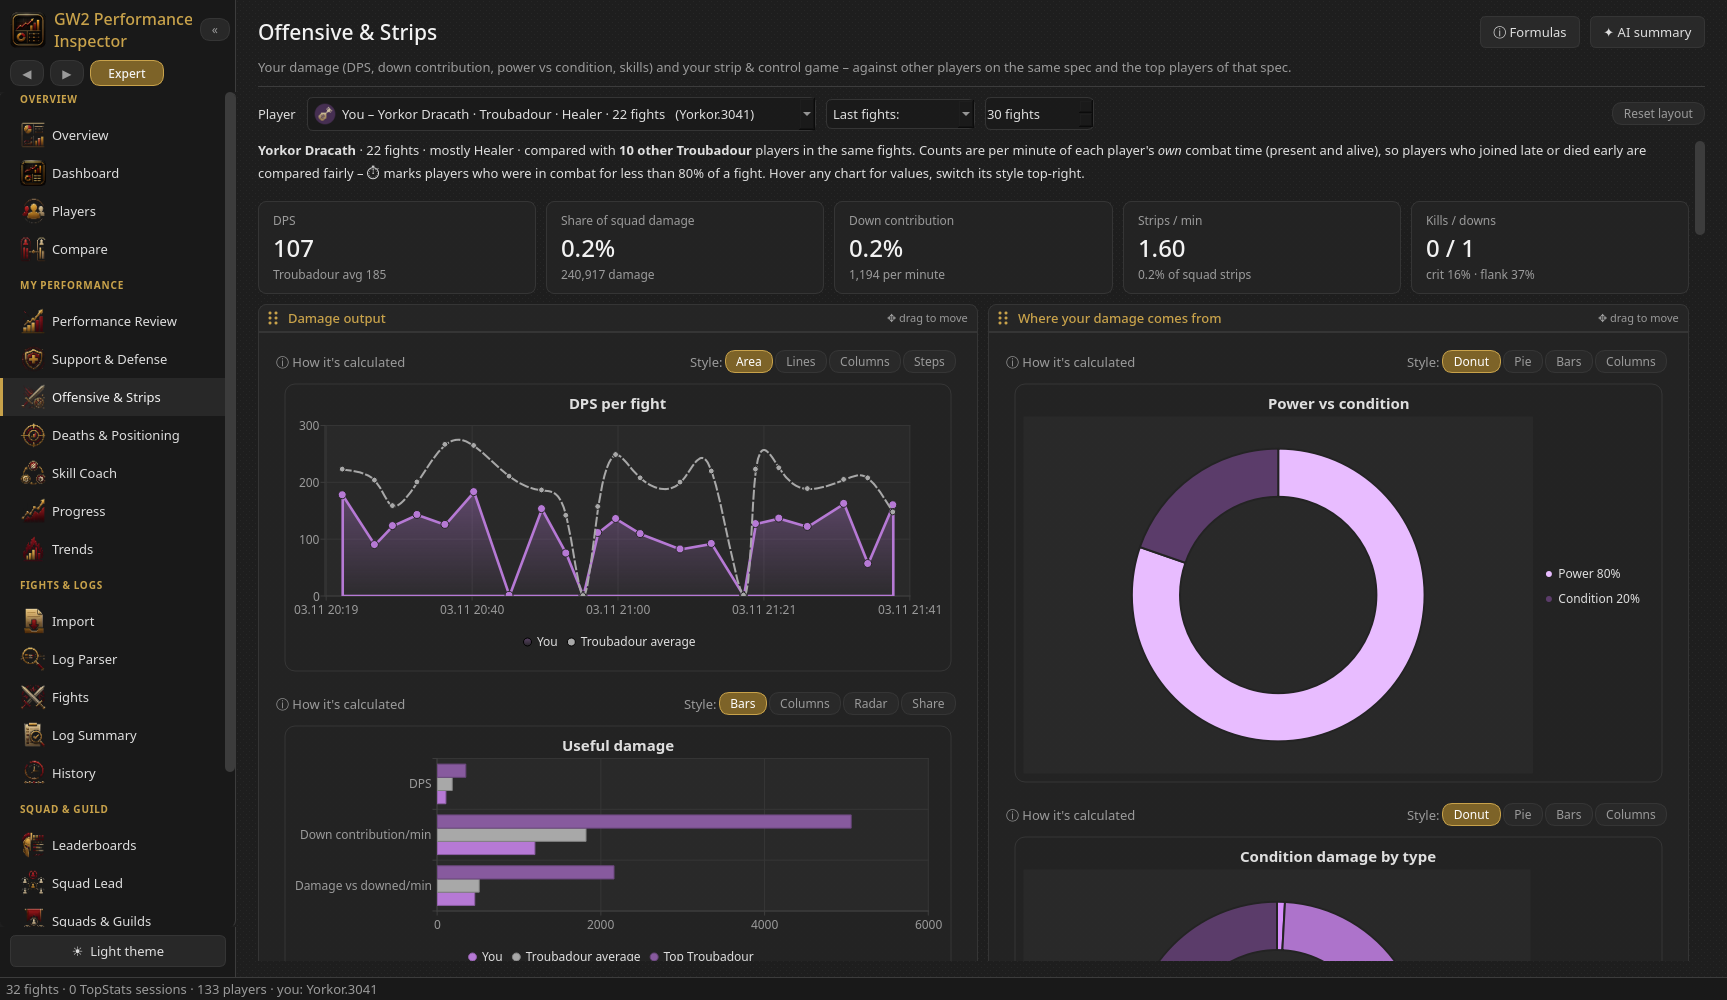 GW2 Performance
Inspector
«
◀ ▶ Expert
OVERVIEW
Overview
Dashboard
Players
Compare
MY PERFORMANCE
Performance Review
Support & Defense
Offensive & Strips
Deaths & Positioning
Skill Coach
Progress
Trends
FIGHTS & LOGS
Import
Log Parser
Fights
Log Summary
History
SQUAD & GUILD
Leaderboards
Squad Lead
Squads & Guilds
☀ Light theme
Offensive & Strips
ⓘ Formulas
✦ AI summary
Your damage (DPS, down contribution, power vs condition, skills) and your strip & control game – against other players on the same spec and the top players of that spec.
Player
You – Yorkor Dracath · Troubadour · Healer · 22 fights (Yorkor.3041)
Last fights:
30 fights
Reset layout
Yorkor Dracath · 22 fights · mostly Healer · compared with 10 other Troubadour players in the same fights. Counts are per minute of each player's own combat time (present and alive), so players who joined late or died early are
compared fairly – ⏱ marks players who were in combat for less than 80% of a fight. Hover any chart for values, switch its style top-right.
DPS
107
Troubadour avg 185
Share of squad damage
0.2%
240,917 damage
Down contribution
0.2%
1,194 per minute
Strips / min
1.60
0.2% of squad strips
Kills / downs
0 / 1
crit 16% · flank 37%
Damage output
✥ drag to move
ⓘ How it's calculated
Style: Area Lines Columns Steps
DPS per fight
300
200
100
0
03.11 20:19 03.11 20:40 03.11 21:00 03.11 21:21 03.11 21:41
You Troubadour average
ⓘ How it's calculated
Style: Bars Columns Radar Share
Useful damage
DPS
Down contribution/min
Damage vs downed/min
0 2000 4000 6000
You Troubadour average Top Troubadour
Where your damage comes from
✥ drag to move
ⓘ How it's calculated
Style: Donut Pie Bars Columns
Power vs condition
Power 80%
Condition 20%
ⓘ How it's calculated
Style: Donut Pie Bars Columns
Condition damage by type
32 fights · 0 TopStats sessions · 133 players · you: Yorkor.3041